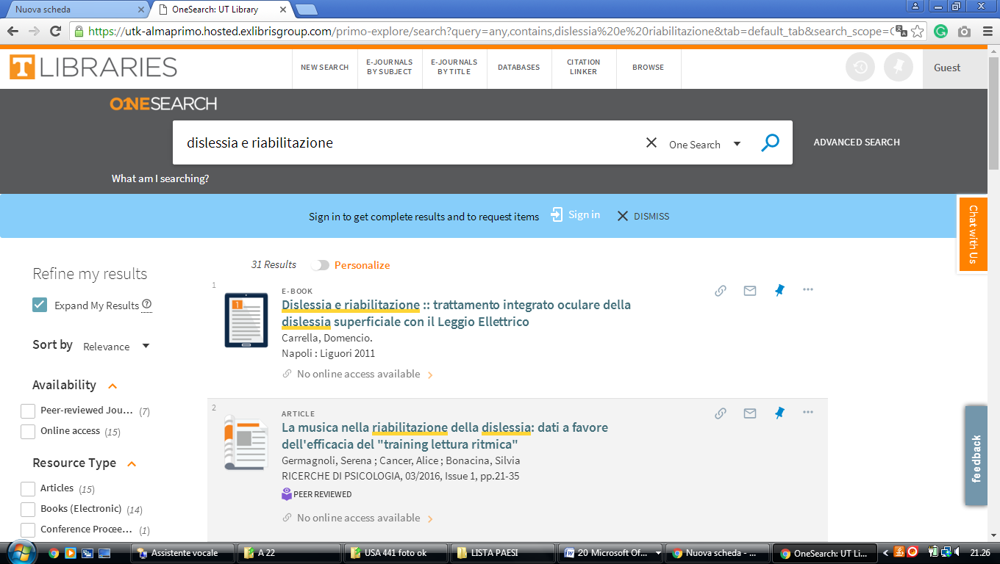 Nuova scheda
OneSearch: UT Library
https://utk-almaprimo.hosted.exlibrisgroup.com/primo-explore/search?query=any,contains,dislessia%20e%20riabilitazione&tab=default_tab&search_scope=
T LIBRARIES
NEW SEARCH
E-JOURNALS
BY SUBJECT
E-JOURNALS
BY TITLE
DATABASES
CITATION
LINKER
BROWSE
Guest
ONESEARCH
dislessia e riabilitazione
One Search
ADVANCED SEARCH
What am I searching?
Sign in to get complete results and to request items
Sign in
DISMISS
Chat with Us
31 Results
Personalize
Refine my results
Expand My Results
Sort by Relevance
Availability
Peer-reviewed Jou... (7)
Online access (15)
Resource Type
Articles (15)
Books (Electronic) (14)
Conference Procee... (1)
1
E-BOOK
Dislessia e riabilitazione :: trattamento integrato oculare della
dislessia superficiale con il Leggio Ellettrico
Carrella, Domencio.
Napoli : Liguori 2011
No online access available
2
ARTICLE
La musica nella riabilitazione della dislessia: dati a favore
dell'efficacia del "training lettura ritmica"
Germagnoli, Serena ; Cancer, Alice ; Bonacina, Silvia
RICERCHE DI PSICOLOGIA, 03/2016, Issue 1, pp.21-35
PEER REVIEWED
No online access available
feedback
Assistente vocale
A 22
USA 441 foto ok
LISTA PAESI
20 Microsoft Of...
Nuova scheda - ...
OneSearch: UT Li...
21.26